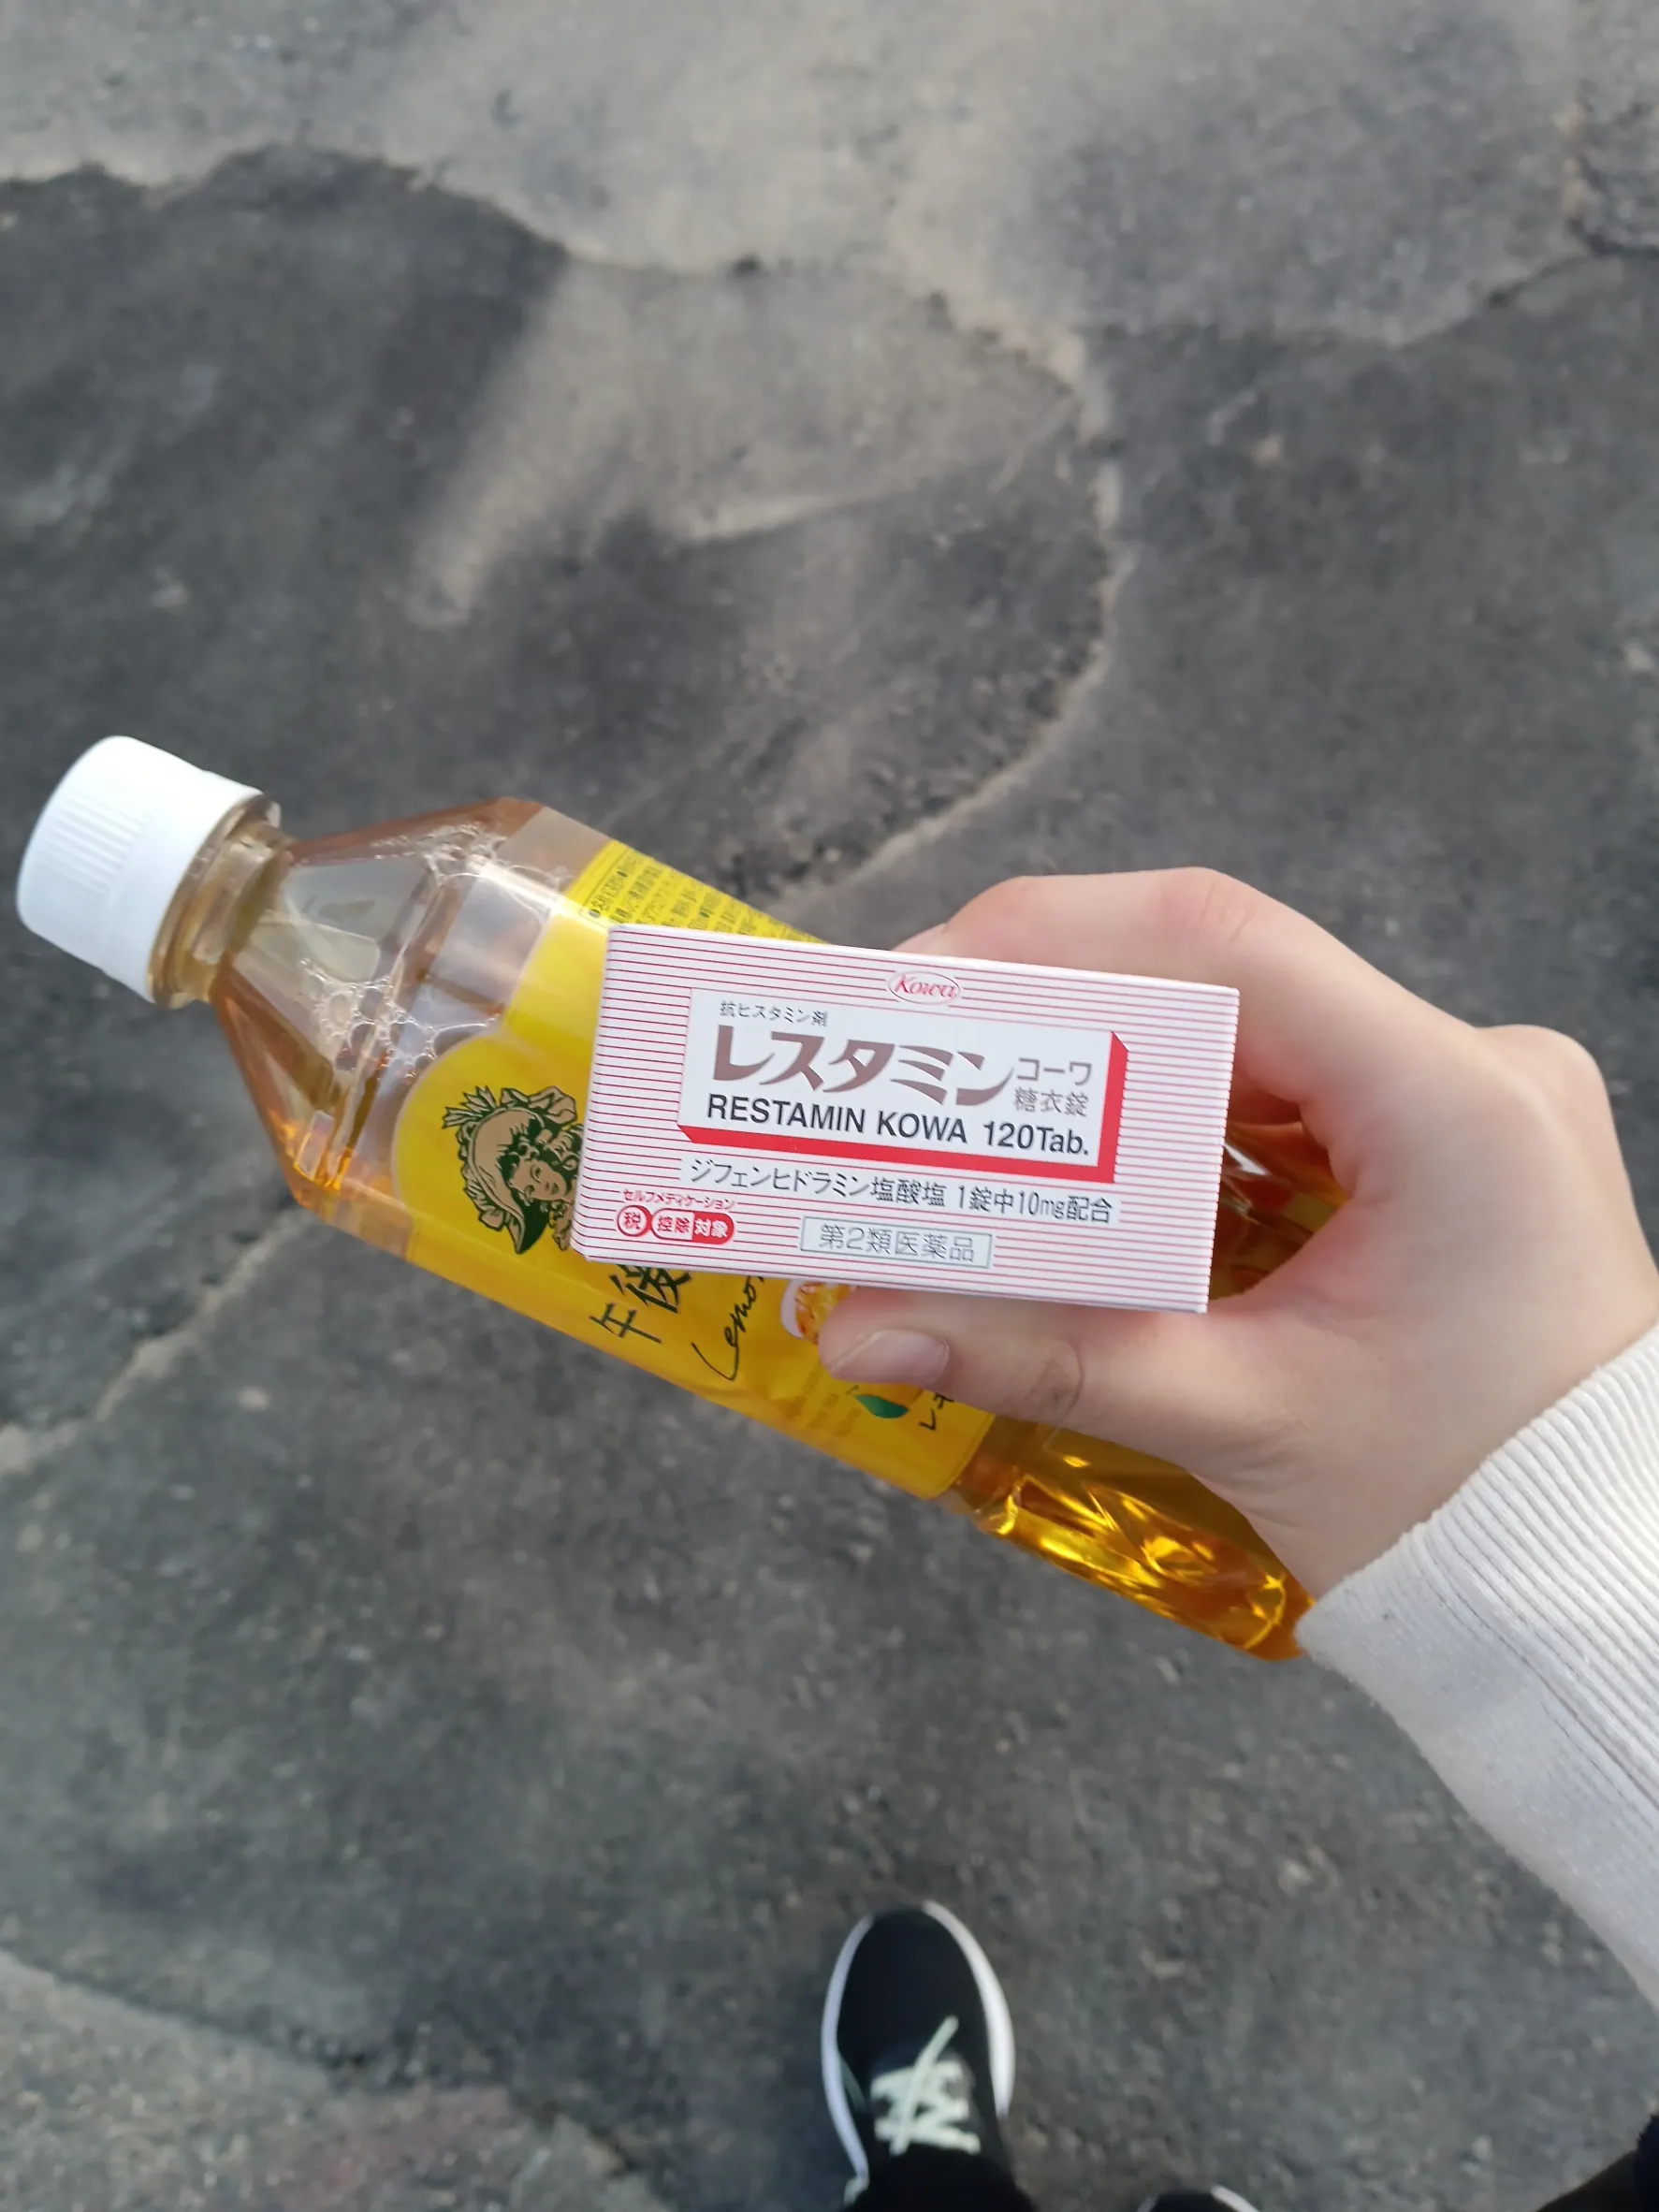 Kowa
抗ヒスタミン剤
レスタミンコーワ
糖衣錠
RESTAMIN KOWA 120Tab.
ジフェンヒドラミン塩酸塩 1錠中10mg配合
セルフメディケーション
税 控除 対象
第2類医薬品
午後